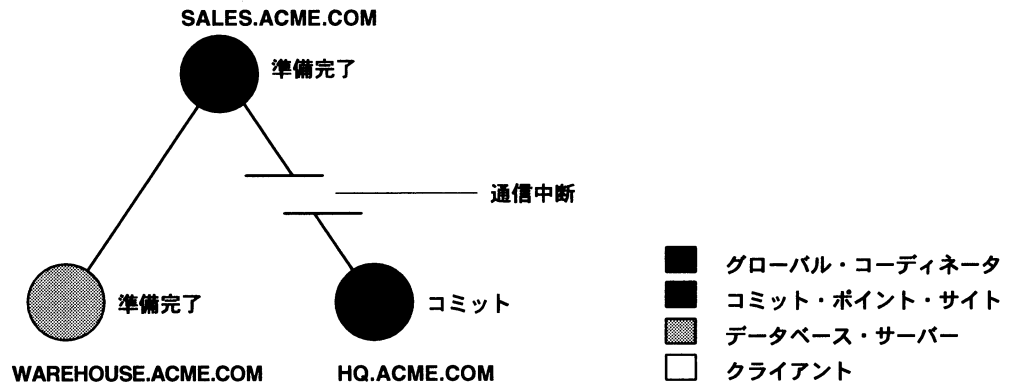 SALES.ACME.COM
準備完了
通信中断
準備完了
コミット
WAREHOUSE.ACME.COM
HQ.ACME.COM
グローバル・コーディネータ
コミット・ポイント・サイト
データベース・サーバー
クライアント